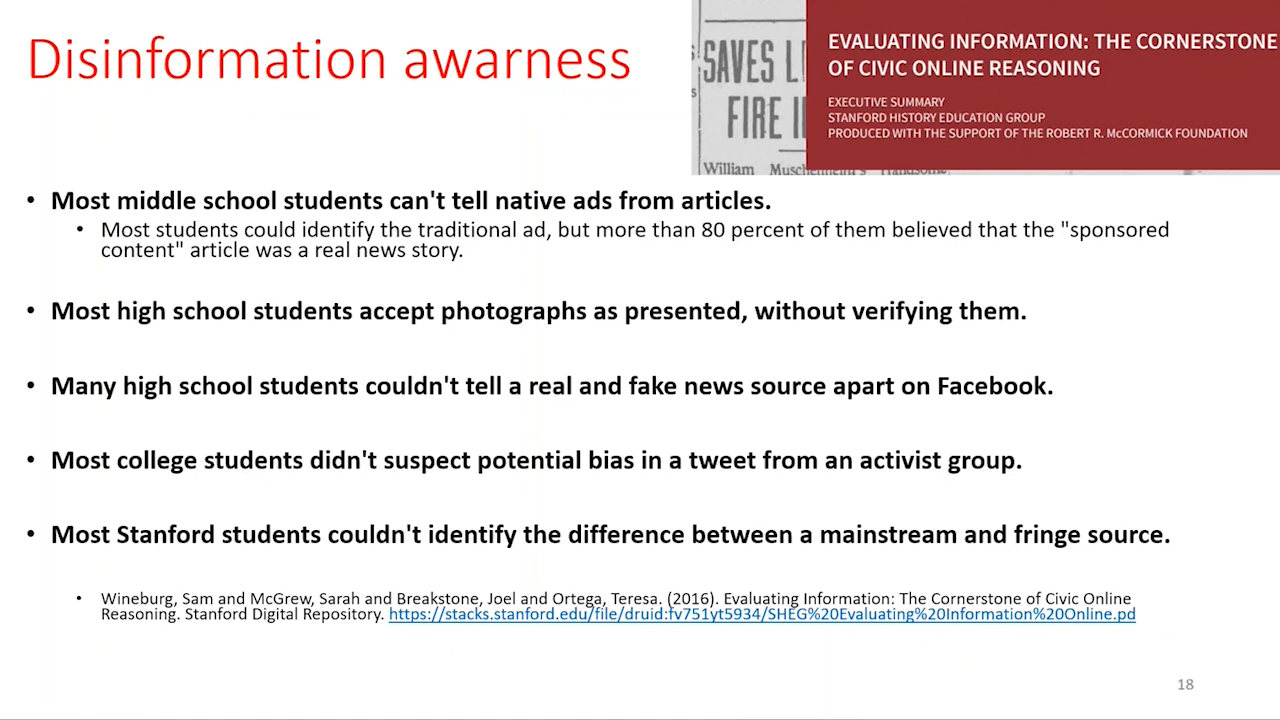 Disinformation awarness
SAVES L
FIRE I
William
EVALUATING INFORMATION: THE CORNERSTONE
OF CIVIC ONLINE REASONING
EXECUTIVE SUMMARY
STANFORD HISTORY EDUCATION GROUP
PRODUCED WITH THE SUPPORT OF THE ROBERT R. McCORMICK FOUNDATION
• Most middle school students can't tell native ads from articles.
• Most students could identify the traditional ad, but more than 80 percent of them believed that the "sponsored
content" article was a real news story.
• Most high school students accept photographs as presented, without verifying them.
• Many high school students couldn't tell a real and fake news source apart on Facebook.
• Most college students didn't suspect potential bias in a tweet from an activist group.
• Most Stanford students couldn't identify the difference between a mainstream and fringe source.
• Wineburg, Sam and McGrew, Sarah and Breakstone, Joel and Ortega, Teresa. (2016). Evaluating Information: The Cornerstone of Civic Online
Reasoning. Stanford Digital Repository. https://stacks.stanford.edu/file/druid:fv751yt5934/SHEG%20Evaluating%20Information%20Online.pd
18